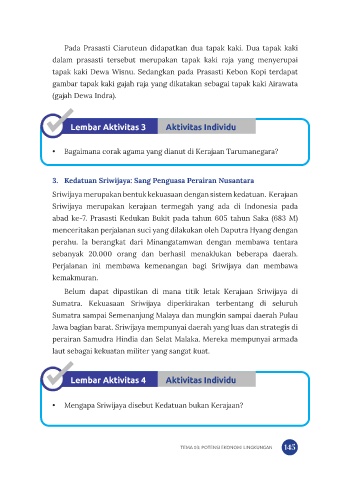 Pada Prasasti Ciaruteun didapatkan dua tapak kaki. Dua tapak kaki
dalam prasasti tersebut merupakan tapak kaki raja yang menyerupai
tapak kaki Dewa Wisnu. Sedangkan pada Prasasti Kebon Kopi terdapat
gambar tapak kaki gajah raja yang dikatakan sebagai tapak kaki Airawata
(gajah Dewa Indra).
Lembar Aktivitas 3 Aktivitas Individu
• Bagaimana corak agama yang dianut di Kerajaan Tarumanegara?
3. Kedatuan Sriwijaya: Sang Penguasa Perairan Nusantara
Sriwijaya merupakan bentuk kekuasaan dengan sistem kedatuan. Kerajaan
Sriwijaya merupakan kerajaan termegah yang ada di Indonesia pada
abad ke-7. Prasasti Kedukan Bukit pada tahun 605 tahun Saka (683 M)
menceritakan perjalanan suci yang dilakukan oleh Daputra Hyang dengan
perahu. Ia berangkat dari Minangatamwan dengan membawa tentara
sebanyak 20.000 orang dan berhasil menaklukan beberapa daerah.
Perjalanan ini membawa kemenangan bagi Sriwijaya dan membawa
kemakmuran.
Belum dapat dipastikan di mana titik letak Kerajaan Sriwijaya di
Sumatra. Kekuasaan Sriwijaya diperkirakan terbentang di seluruh
Sumatra sampai Semenanjung Malaya dan mungkin sampai daerah Pulau
Jawa bagian barat. Sriwijaya mempunyai daerah yang luas dan strategis di
perairan Samudra Hindia dan Selat Malaka. Mereka mempunyai armada
laut sebagai kekuatan militer yang sangat kuat.
Lembar Aktivitas 4 Aktivitas Individu
• Mengapa Sriwijaya disebut Kedatuan bukan Kerajaan?
TEMA 03: POTENSI EKONOMI LINGKUNGAN 145